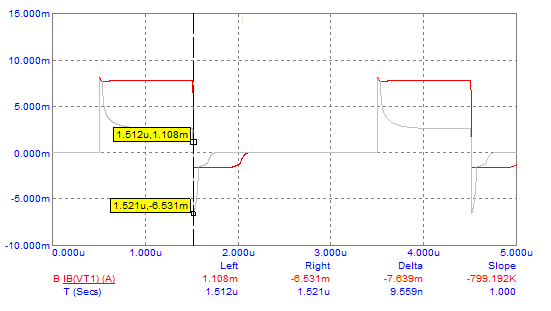 15.000m
10.000m
5.000m
1.512u,1.108m
0.000m
1.521u,-6.531m
-5.000m
-10.000m
0.000u 1.000u 2.000u 3.000u 4.000u 5.000u
Left Right Delta Slope
B IB(VT1) (A) 1.108m -6.531m -7.639m -799.192K
T (Secs) 1.512u 1.521u 9.559n 1.000